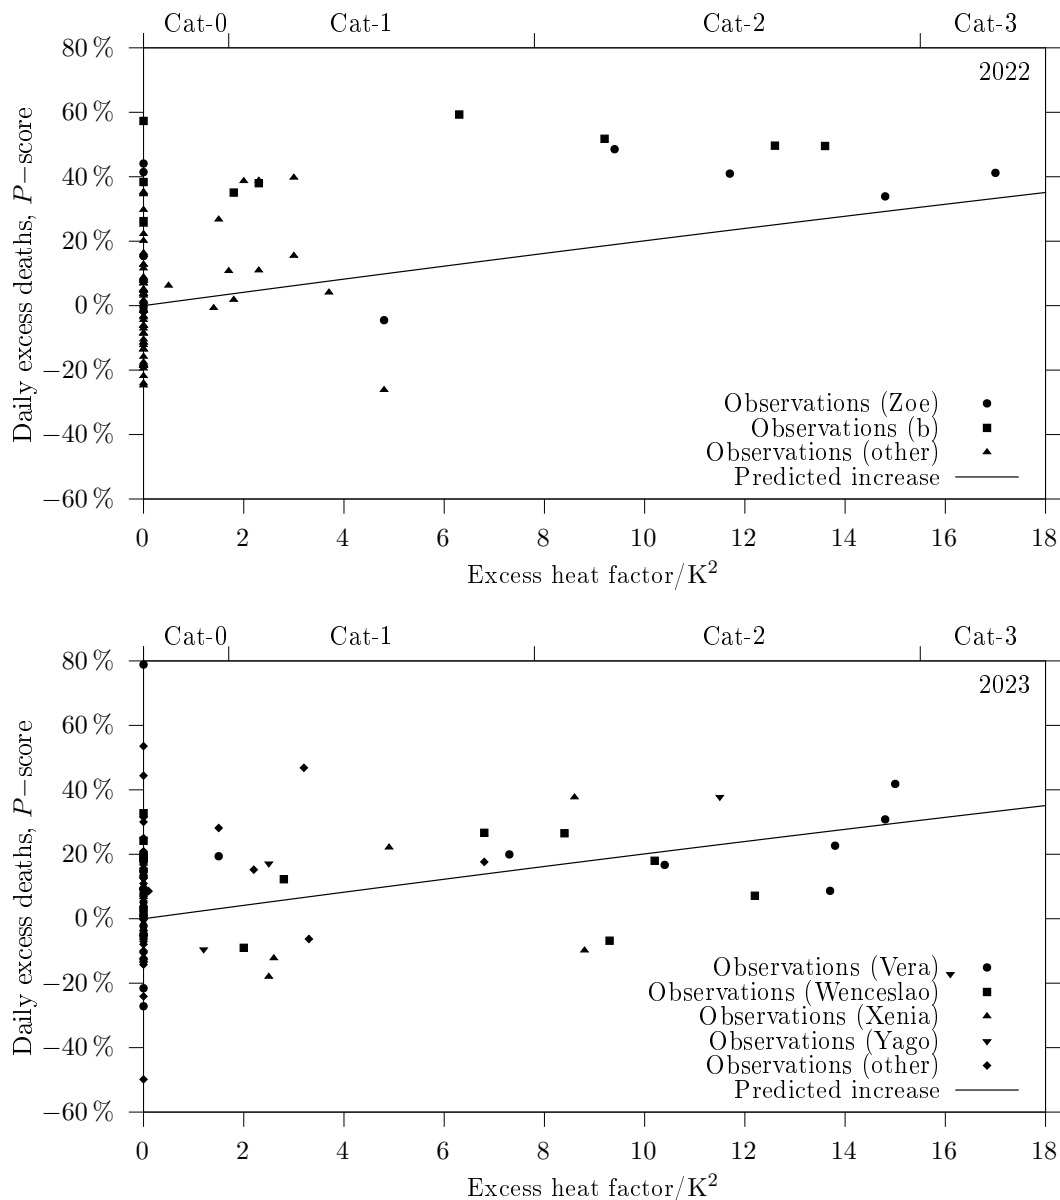 Cat-0 Cat-1 Cat-2 Cat-3
80 %
2022
60 %
40 %
20 %
0 %
−20 %
−40 %
−60 %
Daily excess deaths, P−score
Observations (Zoe)
Observations (b)
Observations (other)
Predicted increase
0 2 4 6 8 10 12 14 16 18
Excess heat factor/K²
Cat-0 Cat-1 Cat-2 Cat-3
80 %
2023
60 %
40 %
20 %
0 %
−20 %
−40 %
−60 %
Daily excess deaths, P−score
Observations (Vera)
Observations (Wenceslao)
Observations (Xenia)
Observations (Yago)
Observations (other)
Predicted increase
0 2 4 6 8 10 12 14 16 18
Excess heat factor/K²